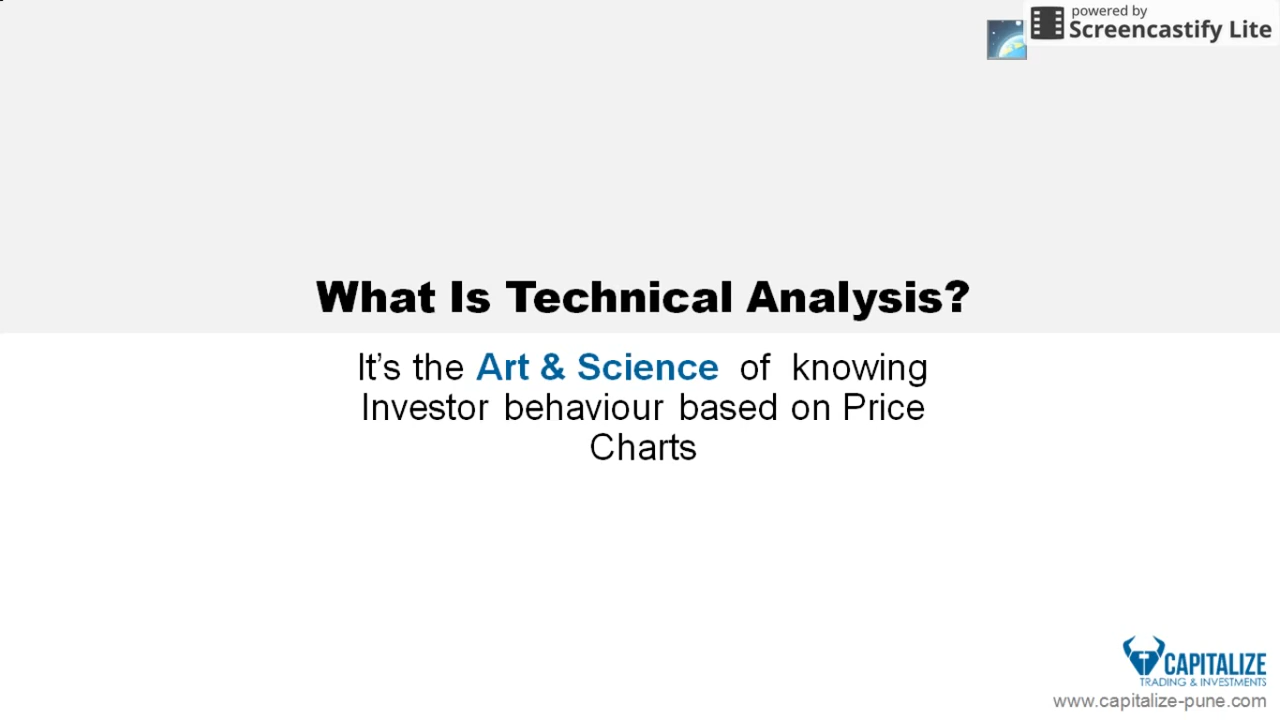 powered by
Screencastify Lite
What Is Technical Analysis?
It’s the Art & Science of knowing
Investor behaviour based on Price
Charts
CAPITALIZE
TRADING & INVESTMENTS
www.capitalize-pune.com